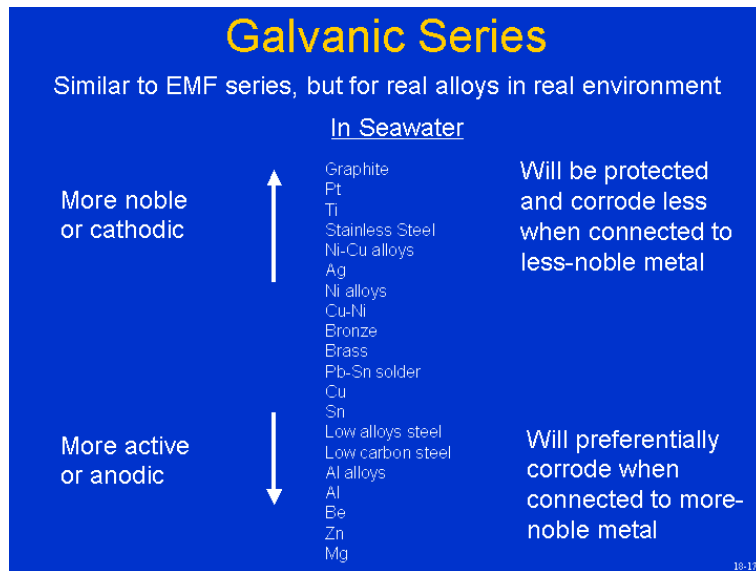 Galvanic Series
Similar to EMF series, but for real alloys in real environment
In Seawater
More noble
or cathodic
Graphite
Pt
Ti
Stainless Steel
Ni-Cu alloys
Ag
Ni alloys
Cu-Ni
Bronze
Brass
Pb-Sn solder
Cu
Sn
Low alloys steel
Low carbon steel
Al alloys
Al
Be
Zn
Mg
Will be protected
and corrode less
when connected to
less-noble metal
More active
or anodic
Will preferentially
corrode when
connected to more-
noble metal